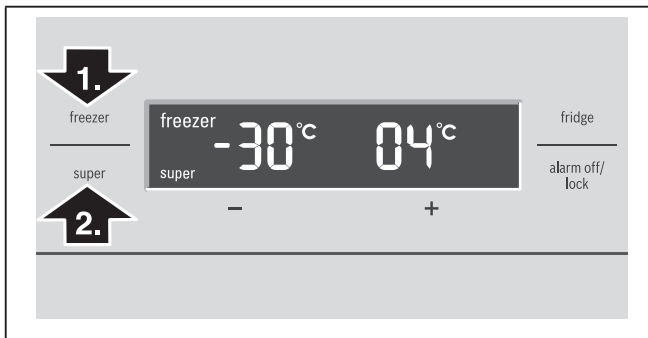 1.
freezer
super
2.
freezer
-30°C 04°C
super
− +
fridge
alarm off/
lock